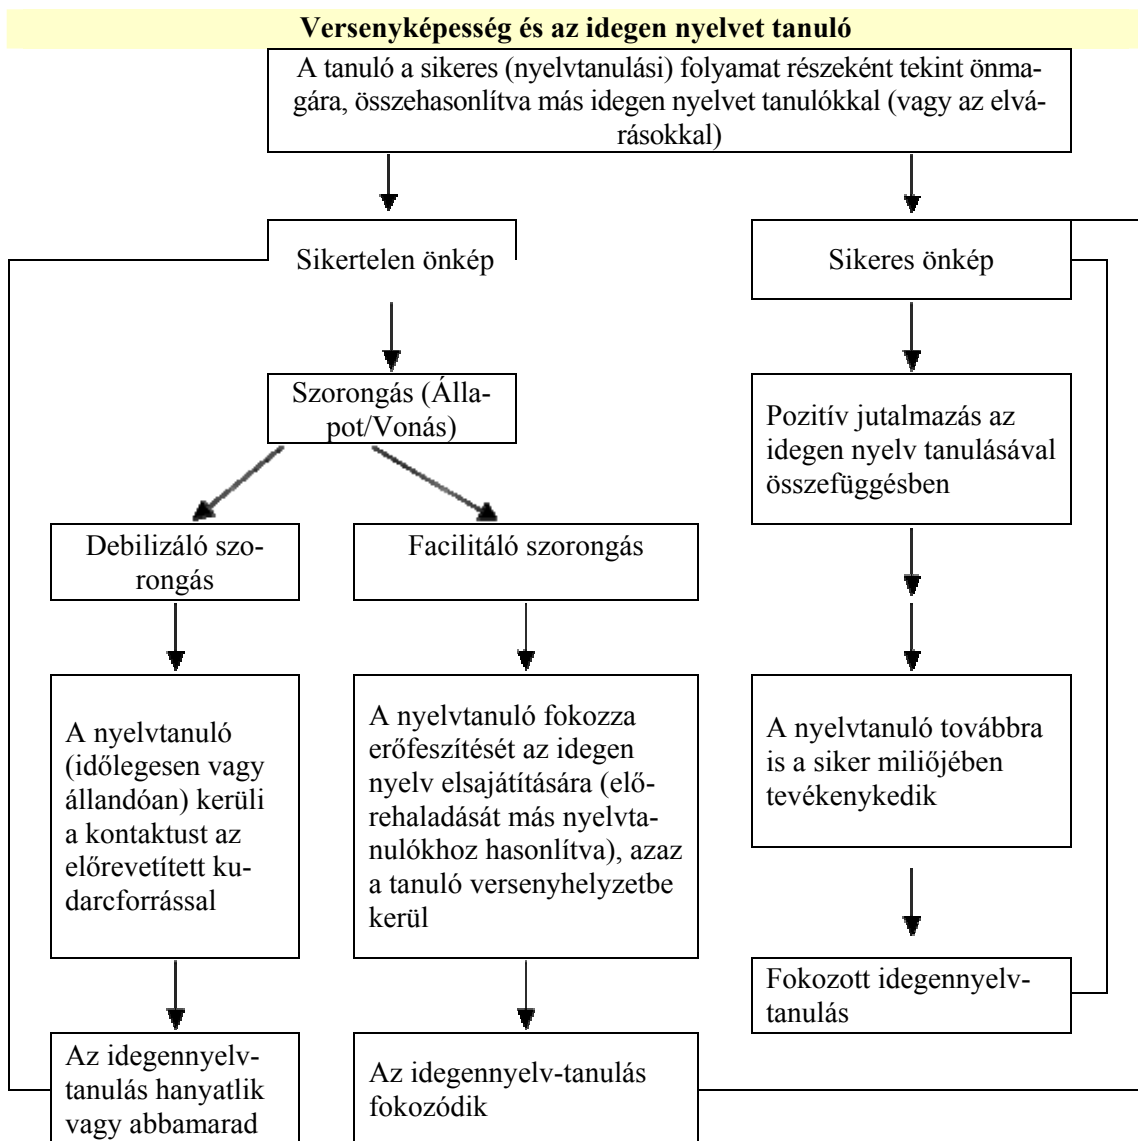 Versenyképesség és az idegen nyelvet tanuló
A tanuló a sikeres (nyelvtanulási) folyamat részeként tekint önma-
gára, összehasonlítva más idegen nyelvet tanulókkal (vagy az elvá-
rásokkal)
Sikertelen önkép
Sikeres önkép
Szorongás (Álla-
pot/Vonás)
Pozitív jutalmazás az
idegen nyelv tanulásával
összefüggésben
Debilizáló szo-
rongás
Facilitáló szorongás
A nyelvtanuló
(időlegesen vagy
állandóan) kerüli
a kontaktust az
előrevetített ku-
darcforrással
A nyelvtanuló fokozza
erőfeszítését az idegen
nyelv elsajátítására (elő-
rehaladását más nyelvta-
nulókhoz hasonlítva), azaz
a tanuló versenyhelyzetbe
kerül
A nyelvtanuló továbbra
is a siker miliőjében
tevékenykedik
Fokozott idegennyelv-
tanulás
Az idegennyelv-
tanulás hanyatlik
vagy abbamarad
Az idegennyelv-tanulás
fokozódik